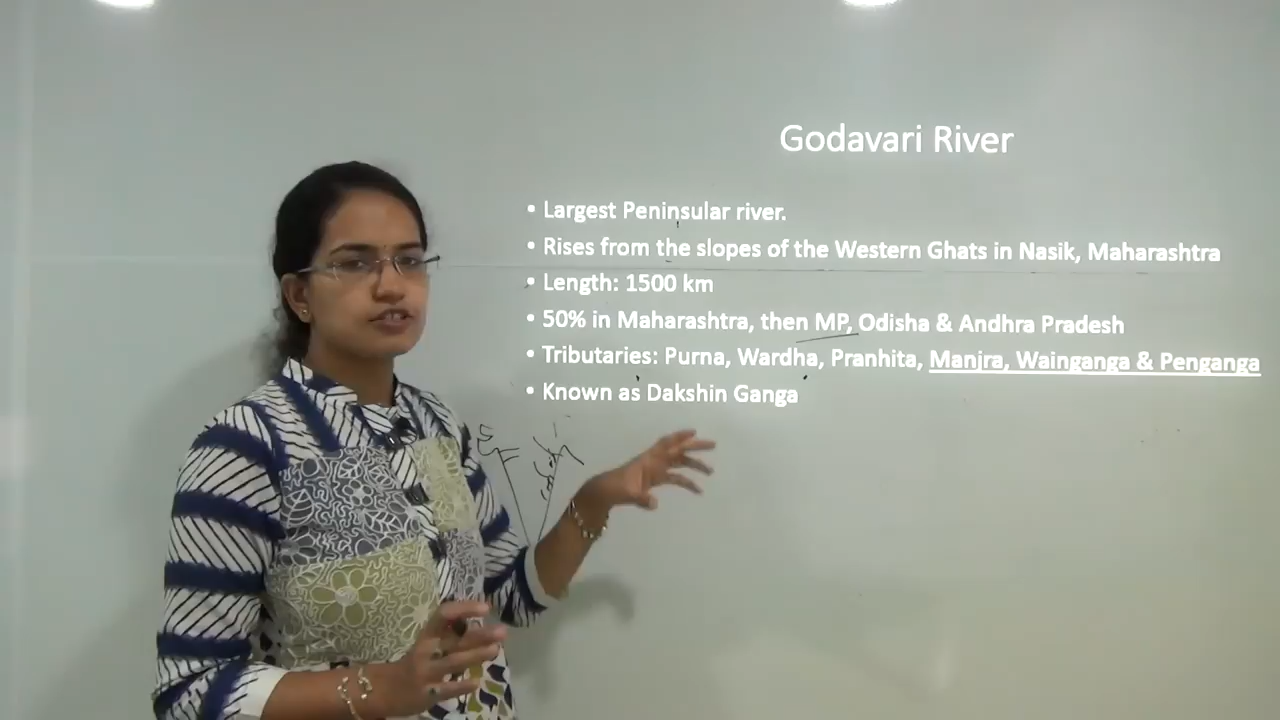 Godavari River
• Largest Peninsular river.
• Rises from the slopes of the Western Ghats in Nasik, Maharashtra
• Length: 1500 km
• 50% in Maharashtra, then MP, Odisha & Andhra Pradesh
• Tributaries: Purna, Wardha, Pranhita, Manjra, Wainganga & Penganga
• Known as Dakshin Ganga